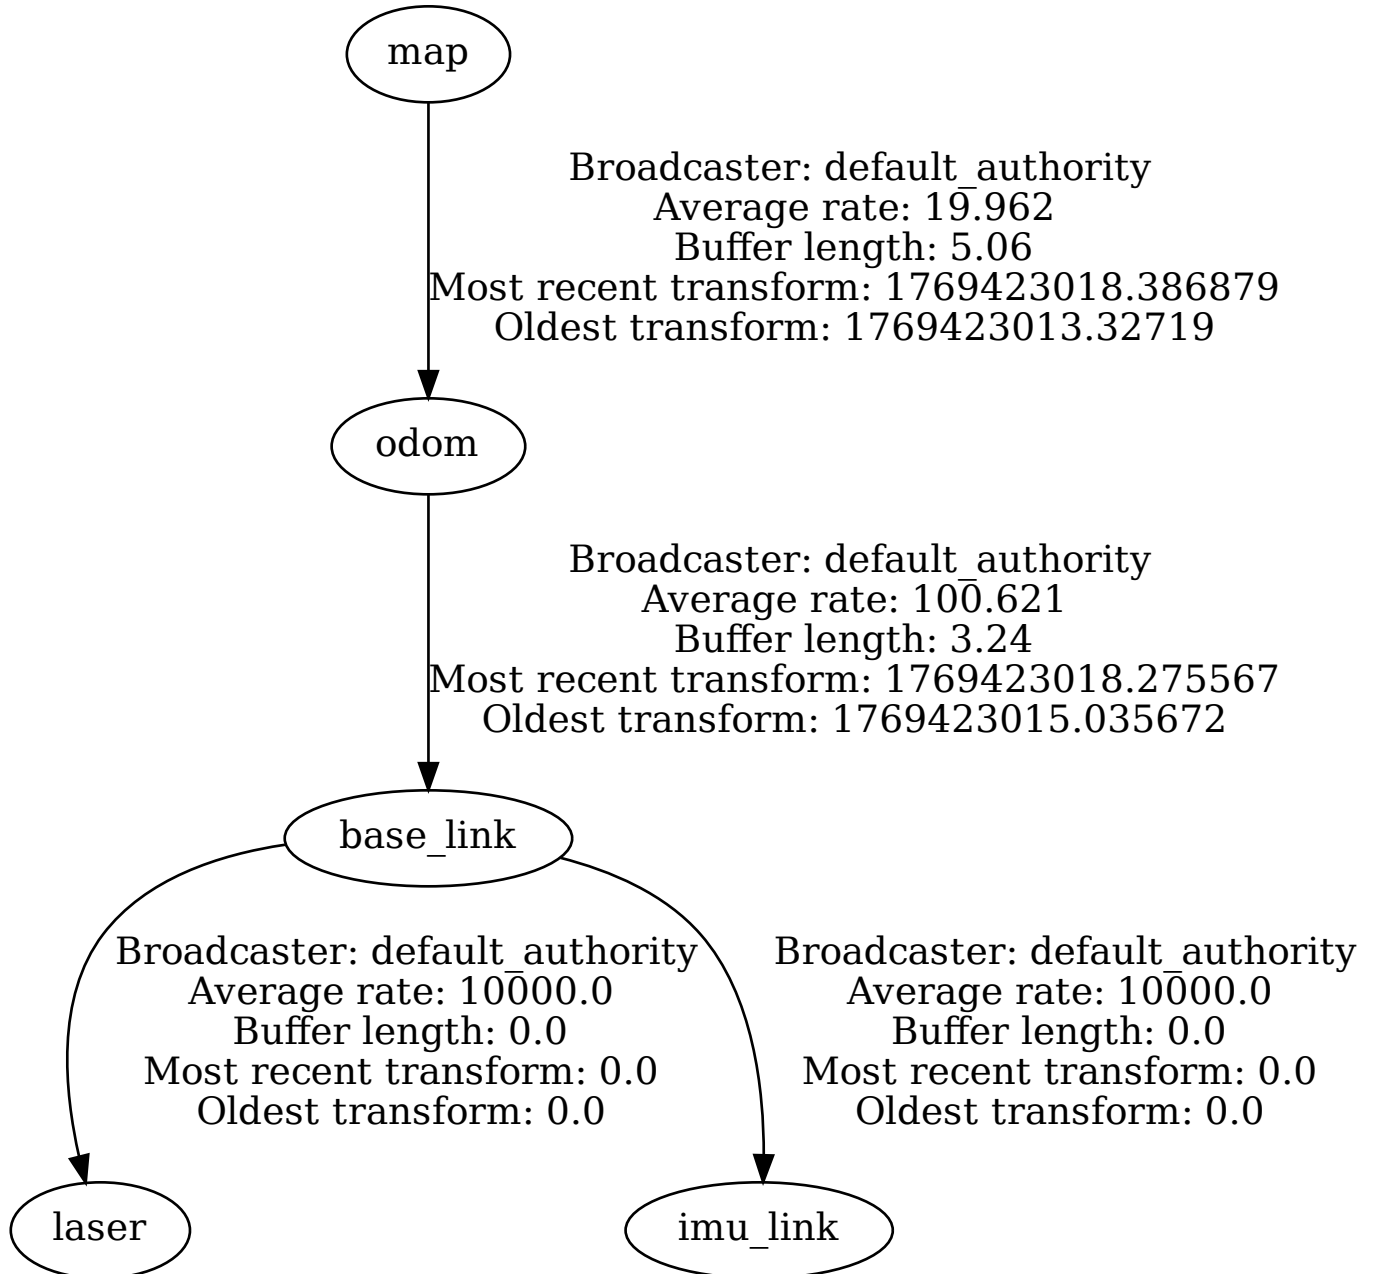 map
Broadcaster: default_authority
Average rate: 19.962
Buffer length: 5.06
Most recent transform: 1769423018.386879
Oldest transform: 1769423013.32719
odom
Broadcaster: default_authority
Average rate: 100.621
Buffer length: 3.24
Most recent transform: 1769423018.275567
Oldest transform: 1769423015.035672
base_link
Broadcaster: default_authority
Average rate: 10000.0
Buffer length: 0.0
Most recent transform: 0.0
Oldest transform: 0.0
Broadcaster: default_authority
Average rate: 10000.0
Buffer length: 0.0
Most recent transform: 0.0
Oldest transform: 0.0
laser
imu_link